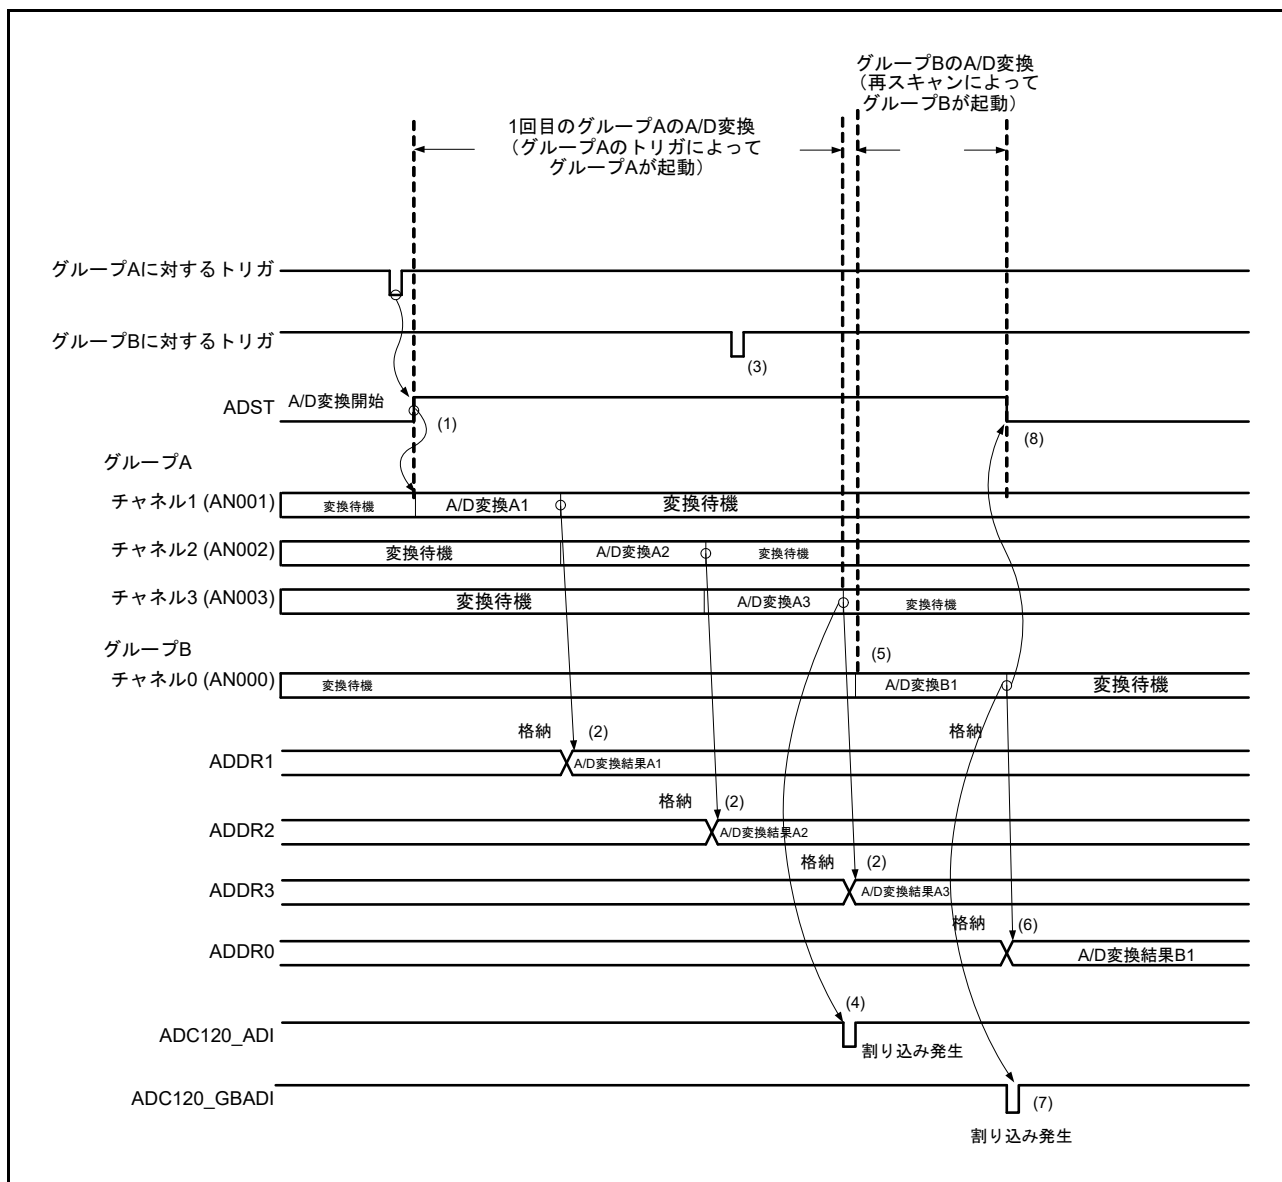 グループBのA/D変換
（再スキャンによって
グループBが起動）
1回目のグループAのA/D変換
（グループAのトリガによって
グループAが起動）
グループAに対するトリガ
グループBに対するトリガ
(3)
ADST
A/D変換開始
(1)
(8)
グループA
チャネル1 (AN001)
変換待機
A/D変換A1
変換待機
チャネル2 (AN002)
変換待機
A/D変換A2
変換待機
チャネル3 (AN003)
変換待機
A/D変換A3
変換待機
グループB
(5)
チャネル0 (AN000)
変換待機
A/D変換B1
変換待機
格納
(2)
格納
ADDR1
A/D変換結果A1
格納
(2)
ADDR2
A/D変換結果A2
格納
(2)
ADDR3
A/D変換結果A3
格納
(6)
ADDR0
A/D変換結果B1
(4)
ADC120_ADI
割り込み発生
ADC120_GBADI
(7)
割り込み発生